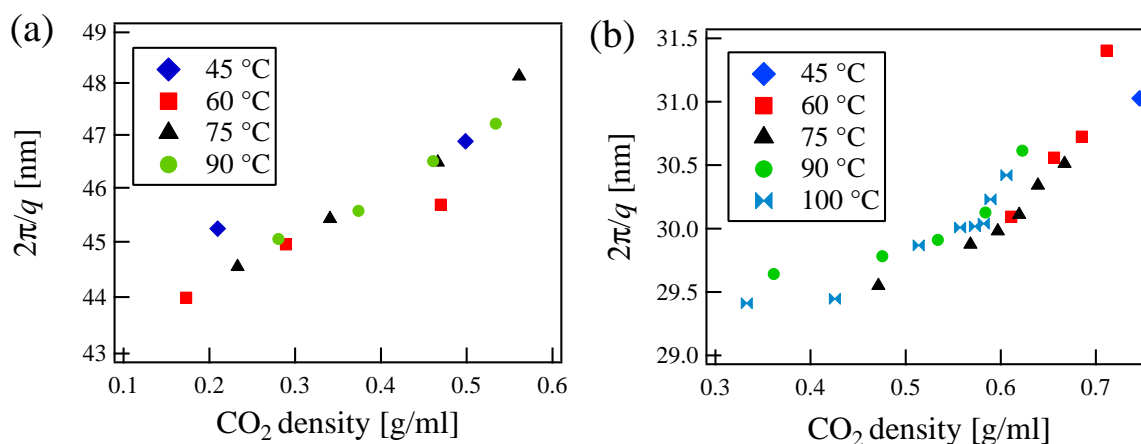 (a)
49
48
47
46
45
44
43
2π/q [nm]
45 °C
60 °C
75 °C
90 °C
0.1 0.2 0.3 0.4 0.5 0.6
CO₂ density [g/ml]
(b)
31.5
31.0
30.5
30.0
29.5
29.0
2π/q [nm]
45 °C
60 °C
75 °C
90 °C
100 °C
0.3 0.4 0.5 0.6 0.7
CO₂ density [g/ml]